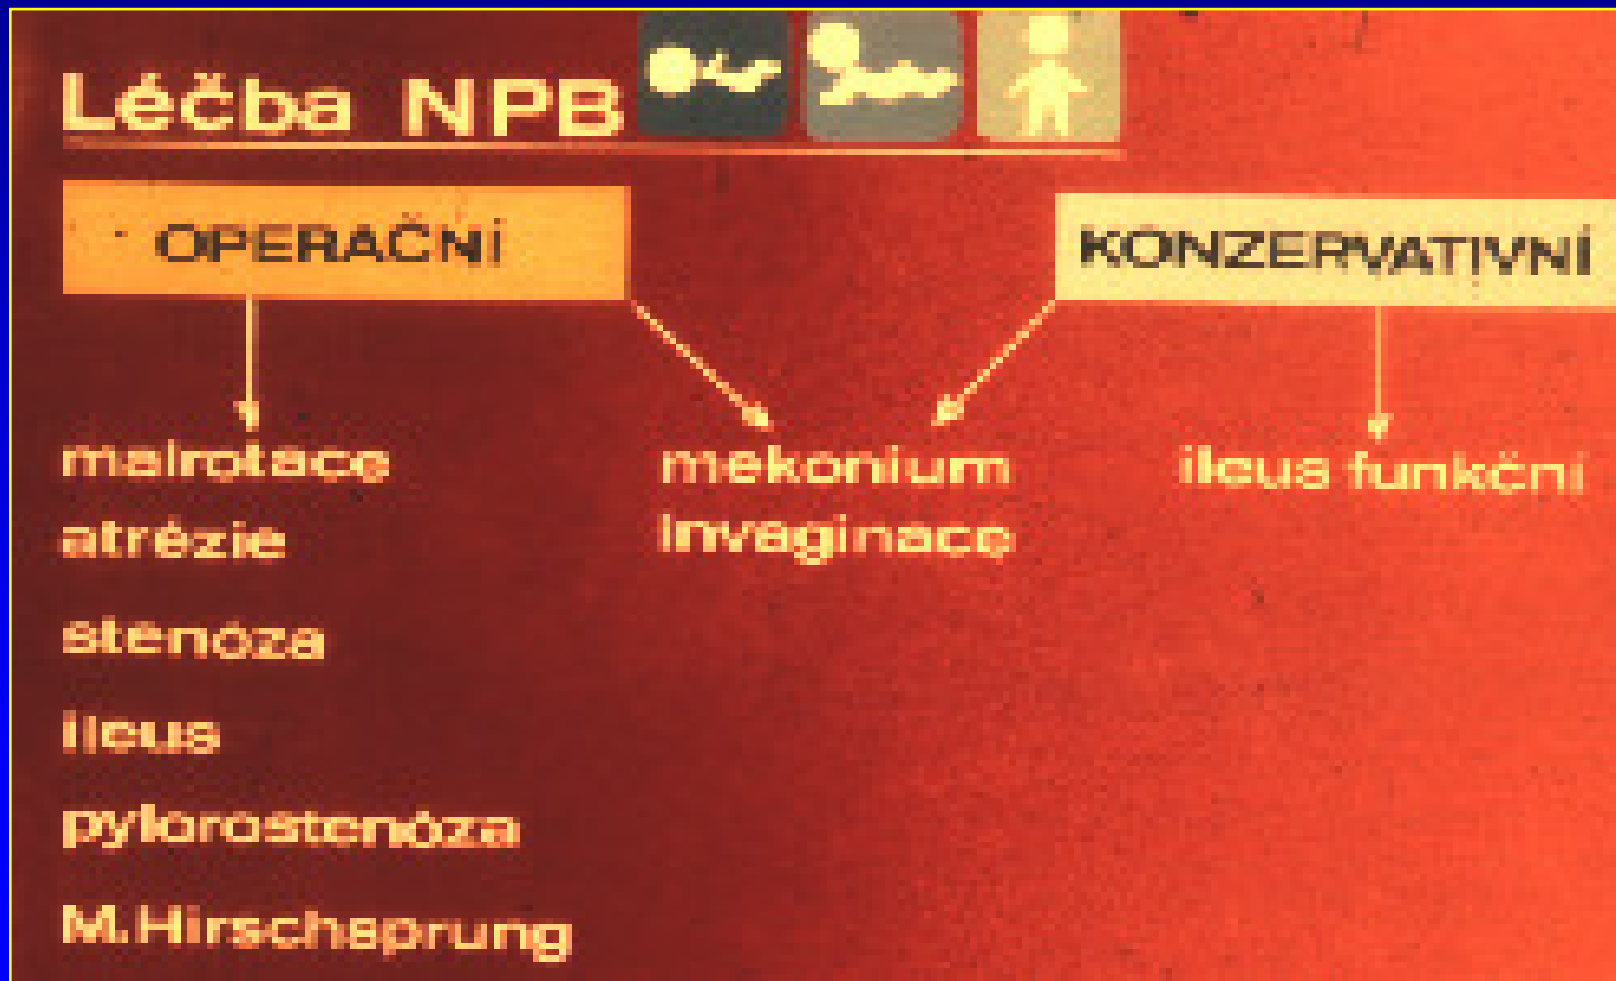 Léčba NPB
OPERAČNÍ
KONZERVATIVNÍ
malrotace
mekonium
ileus funkční
atrézie
invaginace
stenóza
ileus
pylorostenóza
M.Hirschsprung